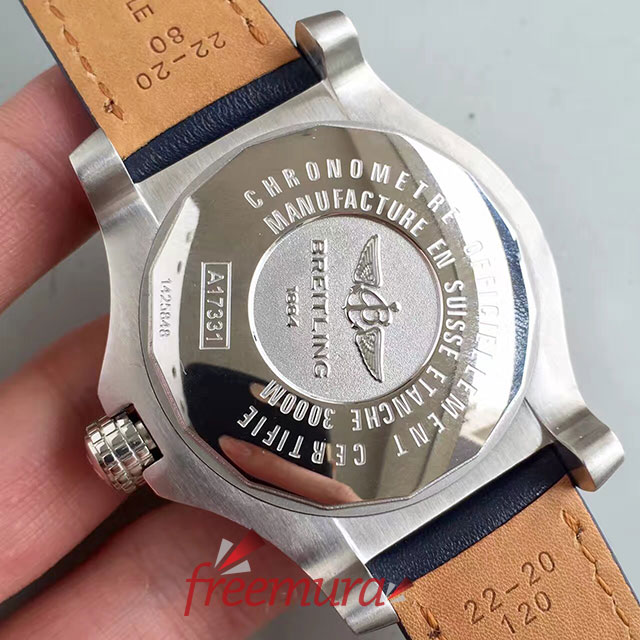 LE
22-20
80
CHRONOMETRE OFFICIELLEMENT CERTIFIE
MANUFACTURE EN SUISSE ETANCHE 3000M
BREITLING
1884
A17331
1425848
22-20
120
freemura